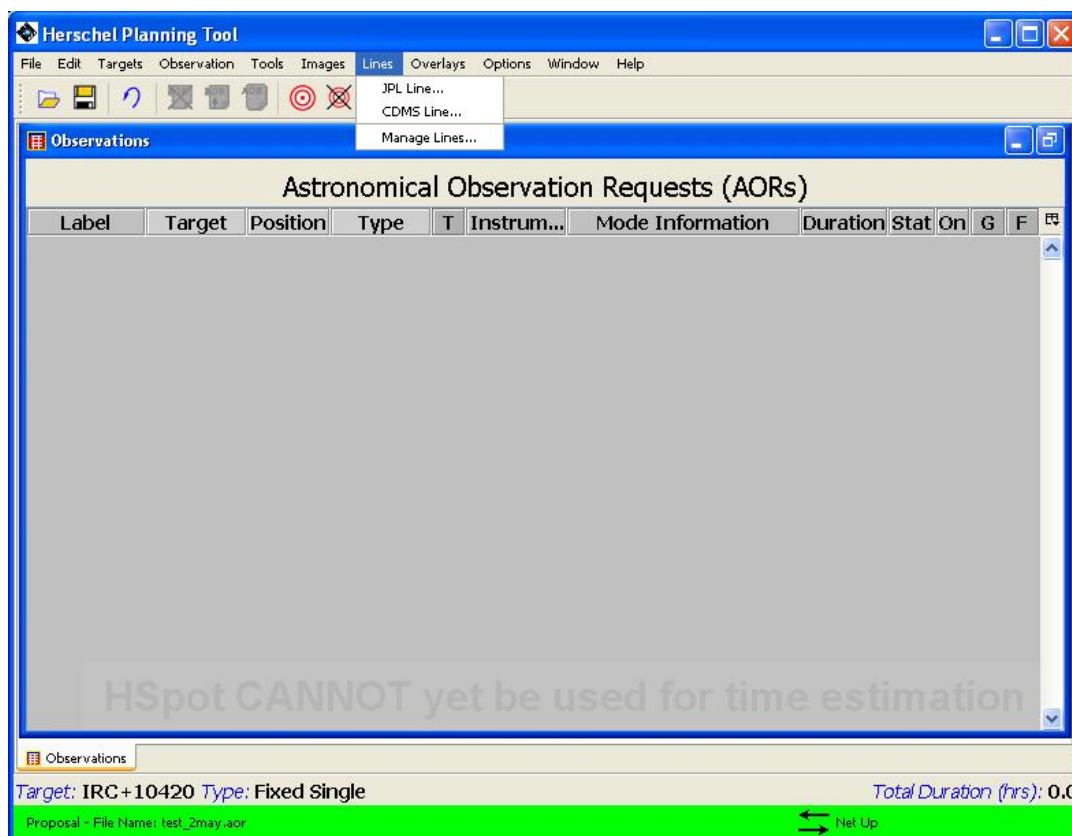 Herschel Planning Tool
File Edit Targets Observation Tools Images Lines Overlays Options Window Help
JPL Line...
CDMS Line...
Manage Lines...
Observations
Astronomical Observation Requests (AORs)
Label Target Position Type T Instrum... Mode Information Duration Stat On G F
HSpot CANNOT yet be used for time estimation
Observations
Target: IRC+10420 Type: Fixed Single Total Duration (hrs): 0.0
Proposal - File Name: test_2may.aor Net Up